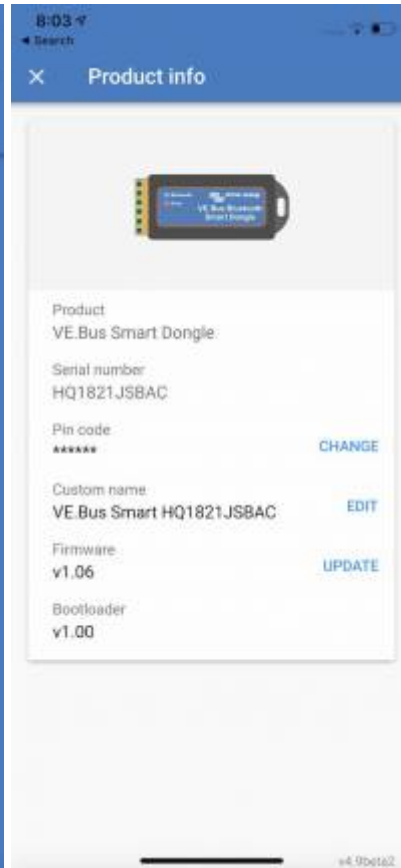 8:03
Search
Product info
VE.Bus Bluetooth
Smart Dongle
Product
VE.Bus Smart Dongle
Serial number
HQ1821JSBAC
Pin code
******
CHANGE
Custom name
VE.Bus Smart HQ1821JSBAC
EDIT
Firmware
v1.06
UPDATE
Bootloader
v1.00
v4.9beta2